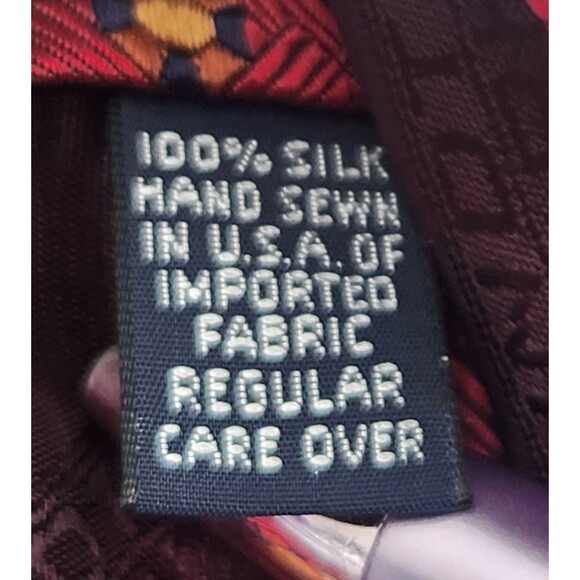 100% SILK
HAND SEWN
IN U.S.A. OF
IMPORTED
FABRIC
REGULAR
CARE OVER